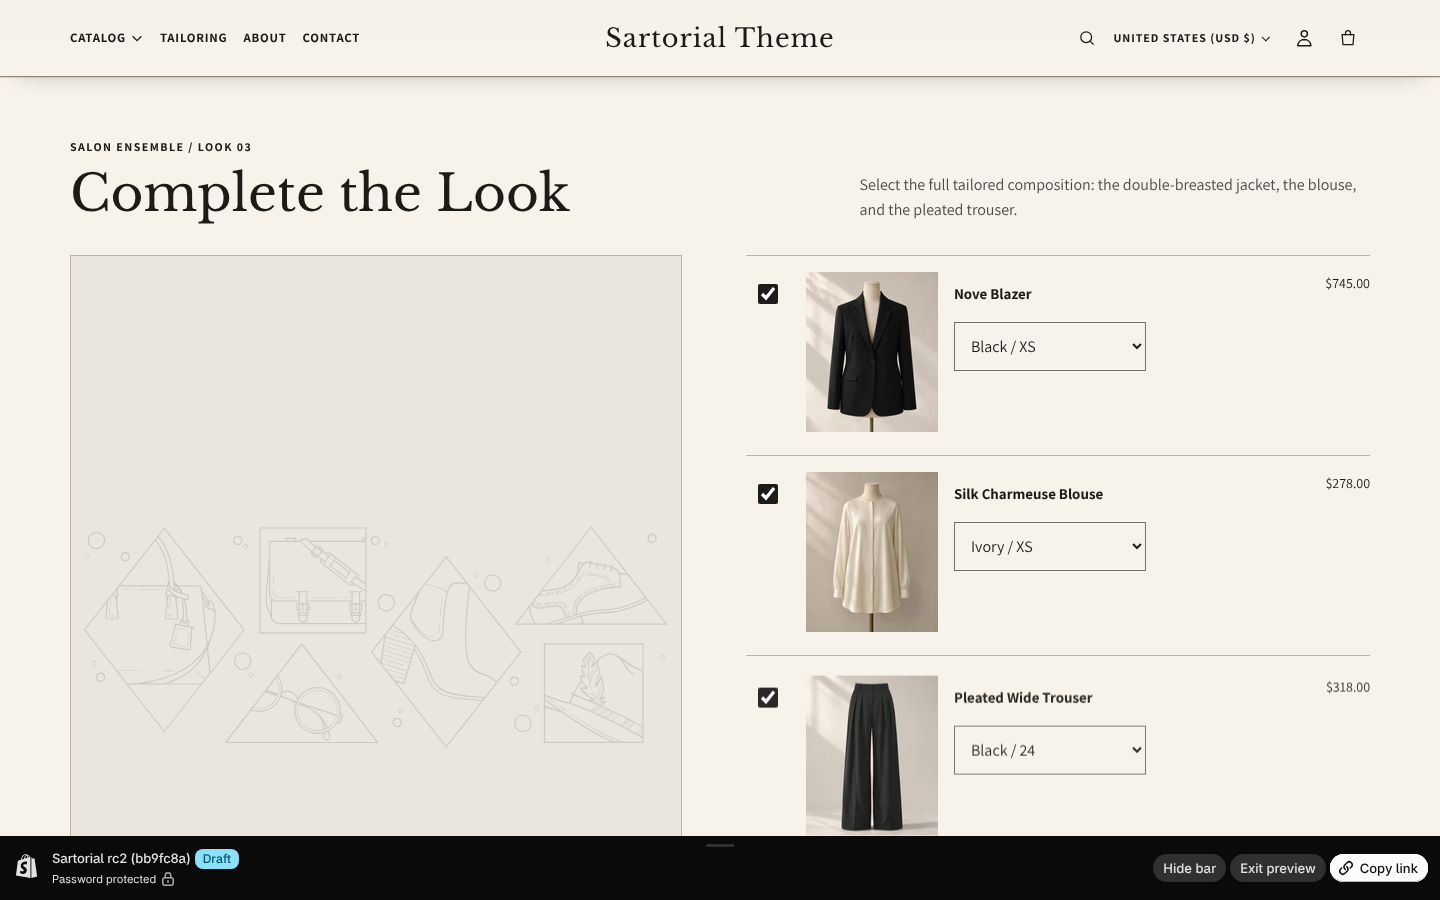 CATALOG
TAILORING
ABOUT
CONTACT
Sartorial Theme
UNITED STATES (USD $)
SALON ENSEMBLE / LOOK 03
Complete the Look
Select the full tailored composition: the double-breasted jacket, the blouse,
and the pleated trouser.
Nove Blazer
$745.00
Black / XS
Silk Charmeuse Blouse
$278.00
Ivory / XS
Pleated Wide Trouser
$318.00
Black / 24
Sartorial rc2 (bb9fc8a)
Draft
Password protected
Hide bar
Exit preview
Copy link